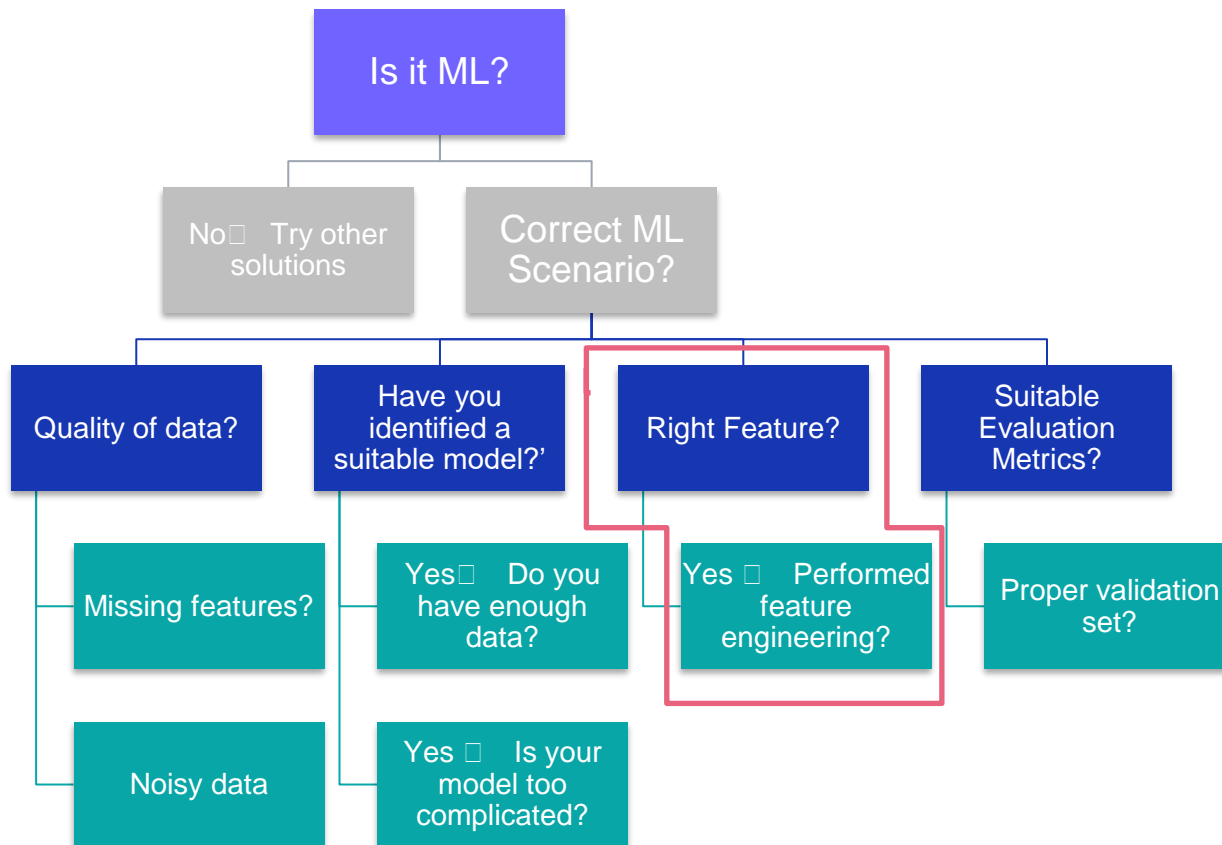 Is it ML?
No□ Try other
solutions
Correct ML
Scenario?
Quality of data?
Have you
identified a
suitable model?’
Right Feature?
Suitable
Evaluation
Metrics?
Missing features?
Yes□ Do you
have enough
data?
Yes □ Performed
feature
engineering?
Proper validation
set?
Noisy data
Yes □ Is your
model too
complicated?